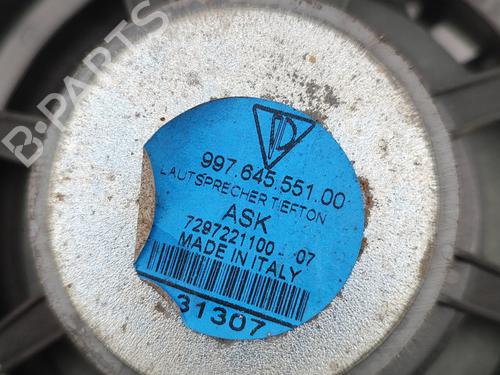 B-PARTS
997.645.551.00
LAUTSPRECHER TIEFTON
ASK
7297221100 - 07
MADE IN ITALY
31307